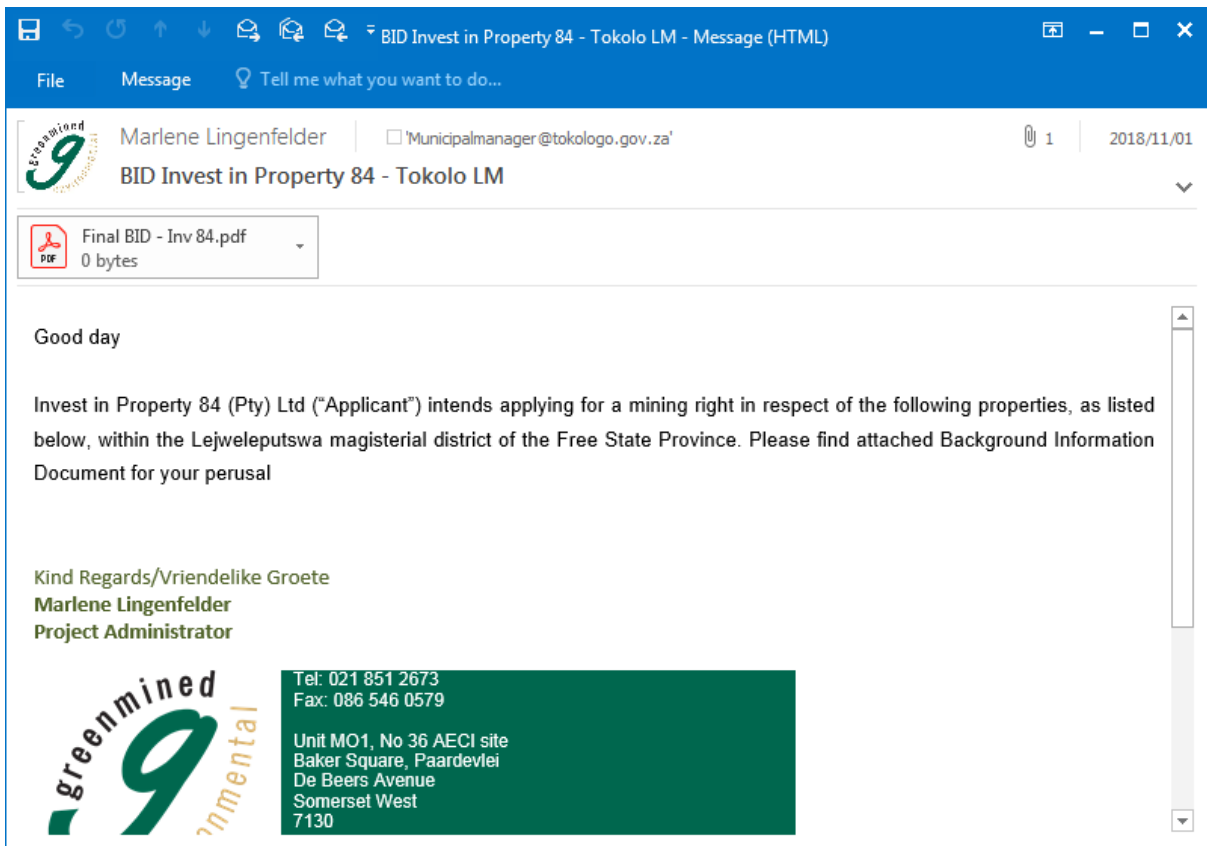 BID Invest in Property 84 - Tokolo LM - Message (HTML)
File Message Tell me what you want to do...
greenmined
Marlene Lingenfelder 'Municipalmanager@tokologo.gov.za' 1 2018/11/01
BID Invest in Property 84 - Tokolo LM
Final BID - Inv 84.pdf
PDF
0 bytes
Good day
Invest in Property 84 (Pty) Ltd (“Applicant”) intends applying for a mining right in respect of the following properties, as listed
below, within the Lejweleputswa magisterial district of the Free State Province. Please find attached Background Information
Document for your perusal
Kind Regards/Vriendelike Groete
Marlene Lingenfelder
Project Administrator
greenmined
onmental
Tel: 021 851 2673
Fax: 086 546 0579
Unit MO1, No 36 AECI site
Baker Square, Paardevlei
De Beers Avenue
Somerset West
7130